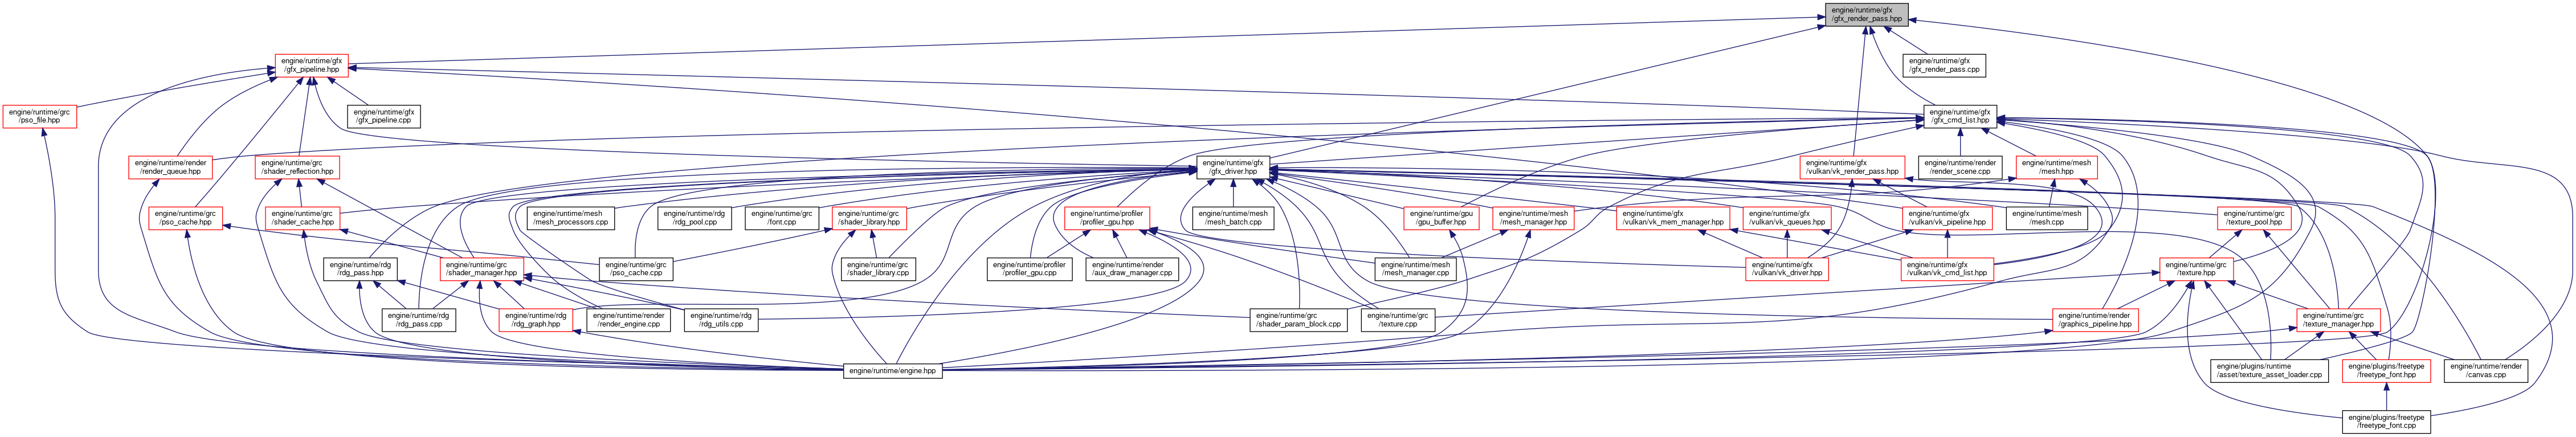 engine/runtime/gfx
/gfx_render_pass.hpp
engine/runtime/gfx
/gfx_pipeline.hpp
engine/runtime/gfx
/gfx_render_pass.cpp
engine/runtime/grc
/pso_file.hpp
engine/runtime/gfx
/gfx_pipeline.cpp
engine/runtime/gfx
/gfx_cmd_list.hpp
engine/runtime/render
/render_queue.hpp
engine/runtime/grc
/shader_reflection.hpp
engine/runtime/gfx
/gfx_driver.hpp
engine/runtime/gfx
/vulkan/vk_render_pass.hpp
engine/runtime/render
/render_scene.cpp
engine/runtime/mesh
/mesh.hpp
engine/runtime/grc
/pso_cache.hpp
engine/runtime/grc
/shader_cache.hpp
engine/runtime/mesh
/mesh_processors.cpp
engine/runtime/rdg
/rdg_pool.cpp
engine/runtime/grc
/font.cpp
engine/runtime/grc
/shader_library.hpp
engine/runtime/profiler
/profiler_gpu.hpp
engine/runtime/mesh
/mesh_batch.cpp
engine/runtime/gpu
/gpu_buffer.hpp
engine/runtime/mesh
/mesh_manager.hpp
engine/runtime/gfx
/vulkan/vk_mem_manager.hpp
engine/runtime/gfx
/vulkan/vk_queues.hpp
engine/runtime/gfx
/vulkan/vk_pipeline.hpp
engine/runtime/mesh
/mesh.cpp
engine/runtime/grc
/texture_pool.hpp
engine/runtime/rdg
/rdg_pass.hpp
engine/runtime/grc
/shader_manager.hpp
engine/runtime/grc
/pso_cache.cpp
engine/runtime/grc
/shader_library.cpp
engine/runtime/profiler
/profiler_gpu.cpp
engine/runtime/render
/aux_draw_manager.cpp
engine/runtime/mesh
/mesh_manager.cpp
engine/runtime/gfx
/vulkan/vk_driver.hpp
engine/runtime/gfx
/vulkan/vk_cmd_list.hpp
engine/runtime/grc
/texture.hpp
engine/runtime/rdg
/rdg_pass.cpp
engine/runtime/rdg
/rdg_graph.hpp
engine/runtime/render
/render_engine.cpp
engine/runtime/rdg
/rdg_utils.cpp
engine/runtime/grc
/shader_param_block.cpp
engine/runtime/grc
/texture.cpp
engine/runtime/render
/graphics_pipeline.hpp
engine/runtime/grc
/texture_manager.hpp
engine/runtime/engine.hpp
engine/plugins/runtime
/asset/texture_asset_loader.cpp
engine/plugins/freetype
/freetype_font.hpp
engine/runtime/render
/canvas.cpp
engine/plugins/freetype
/freetype_font.cpp